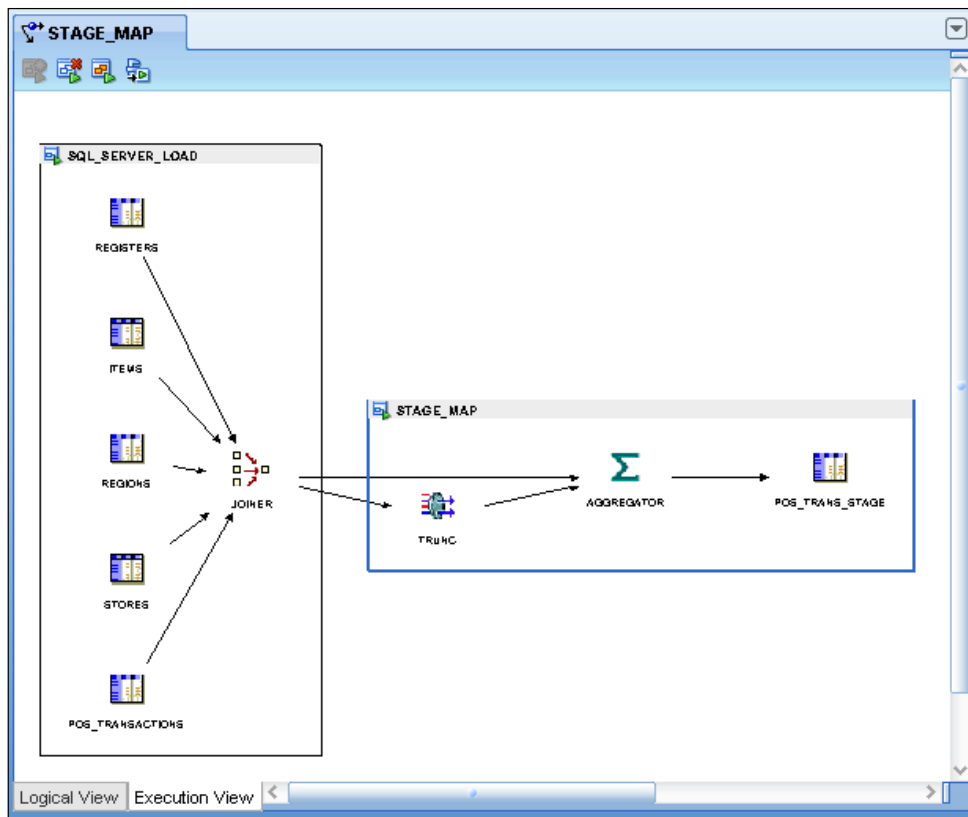 STAGE_MAP
SQL_SERVER_LOAD
REGISTERS
ITEMS
REGIONS
JOINER
STORES
POS_TRANSACTIONS
STAGE_MAP
TRUNC
AGGREGATOR
POS_TRANS_STAGE
Logical View
Execution View